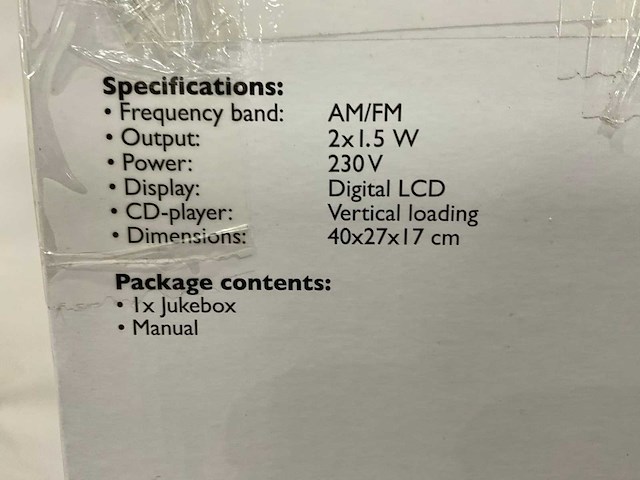 Specifications:
• Frequency band: AM/FM
• Output: 2x1.5 W
• Power: 230 V
• Display: Digital LCD
• CD-player: Vertical loading
• Dimensions: 40x27x17 cm
Package contents:
• 1x Jukebox
• Manual